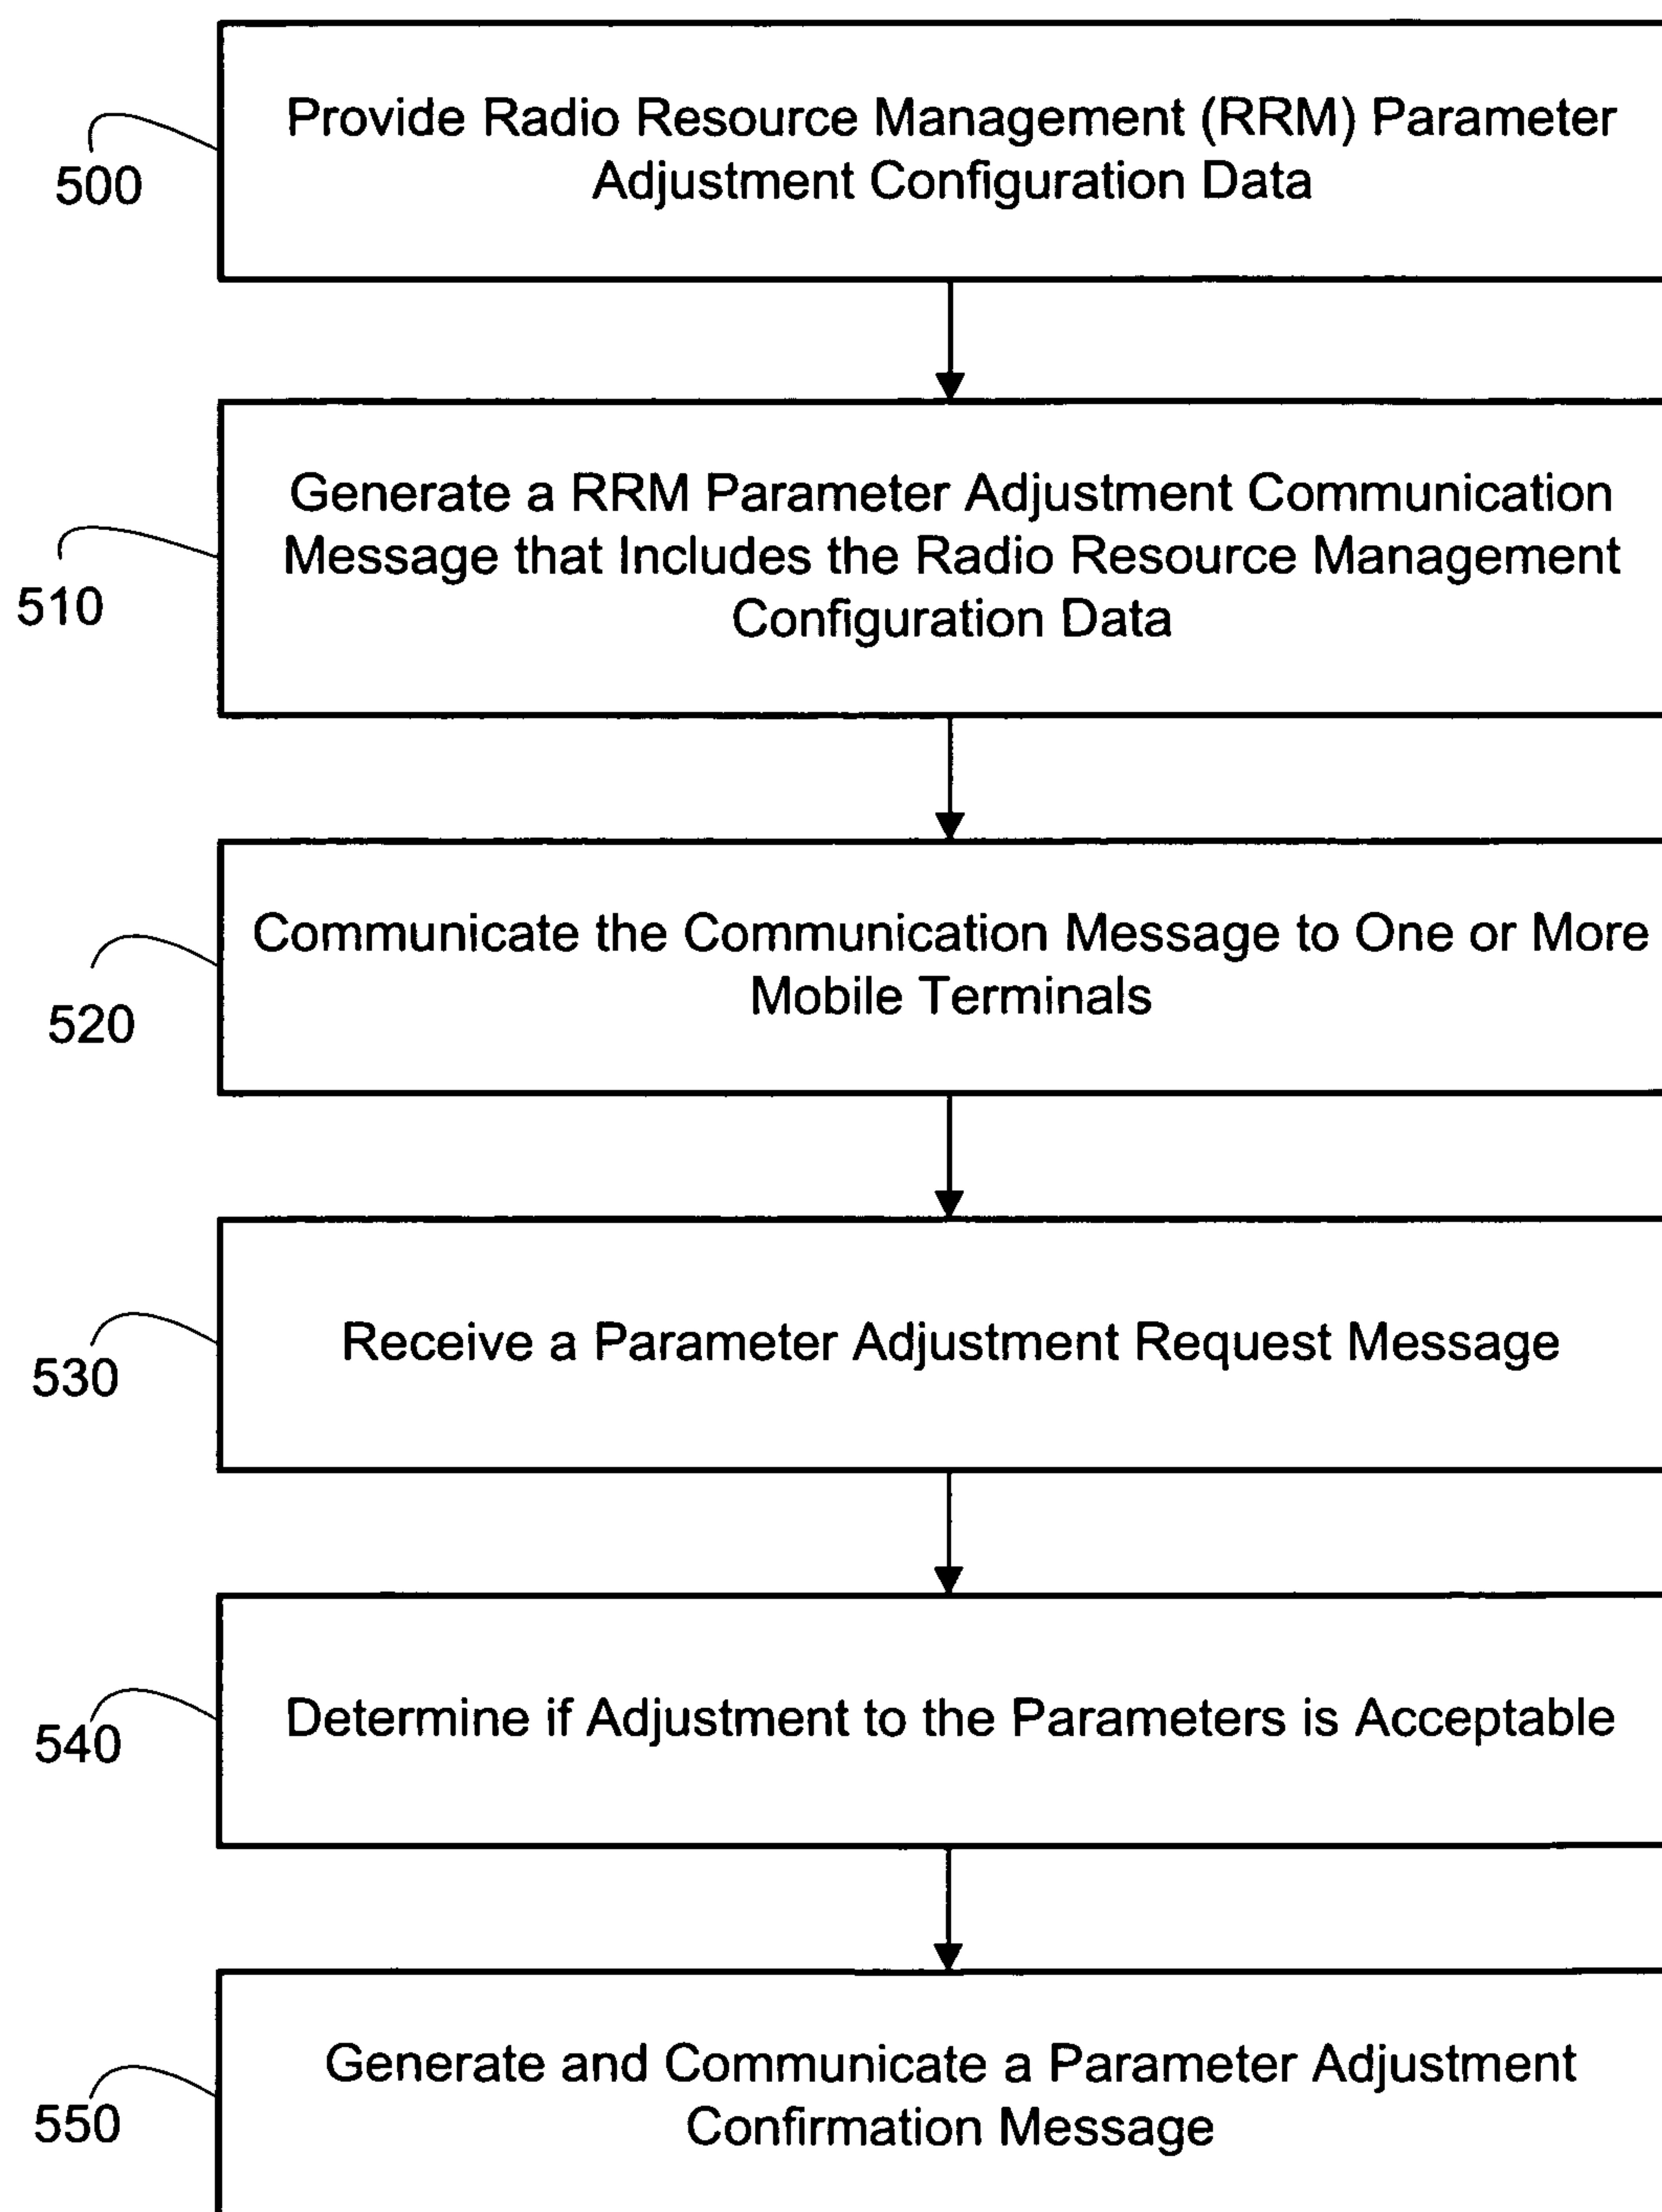 Provide Radio Resource Management (RRM) Parameter
Adjustment Configuration Data
500
Generate a RRM Parameter Adjustment Communication
Message that Includes the Radio Resource Management
Configuration Data
510
Communicate the Communication Message to One or More
Mobile Terminals
520
Receive a Parameter Adjustment Request Message
530
Determine if Adjustment to the Parameters is Acceptable
540
Generate and Communicate a Parameter Adjustment
Confirmation Message
550